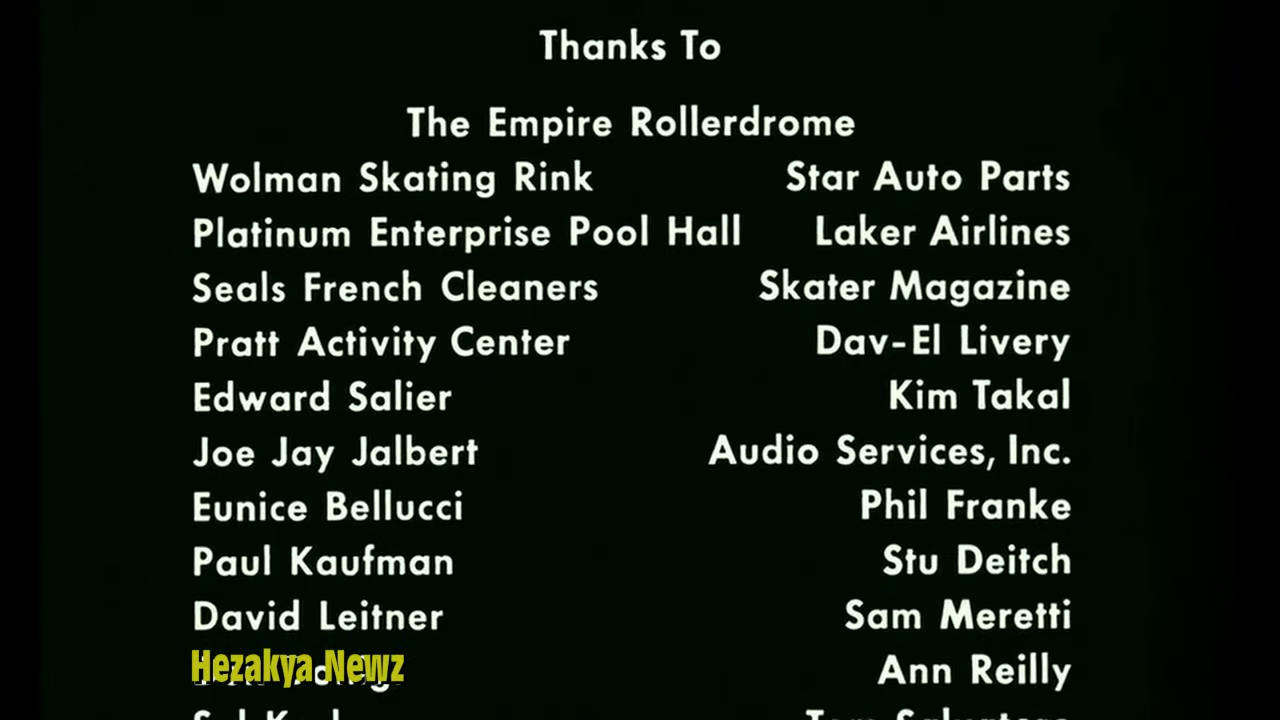 Thanks To
The Empire Rollerdrome
Wolman Skating Rink Star Auto Parts
Platinum Enterprise Pool Hall Laker Airlines
Seals French Cleaners Skater Magazine
Pratt Activity Center Dav-El Livery
Edward Salier Kim Takal
Joe Jay Jalbert Audio Services, Inc.
Eunice Bellucci Phil Franke
Paul Kaufman Stu Deitch
David Leitner Sam Meretti
Hezakya Newz Ann Reilly